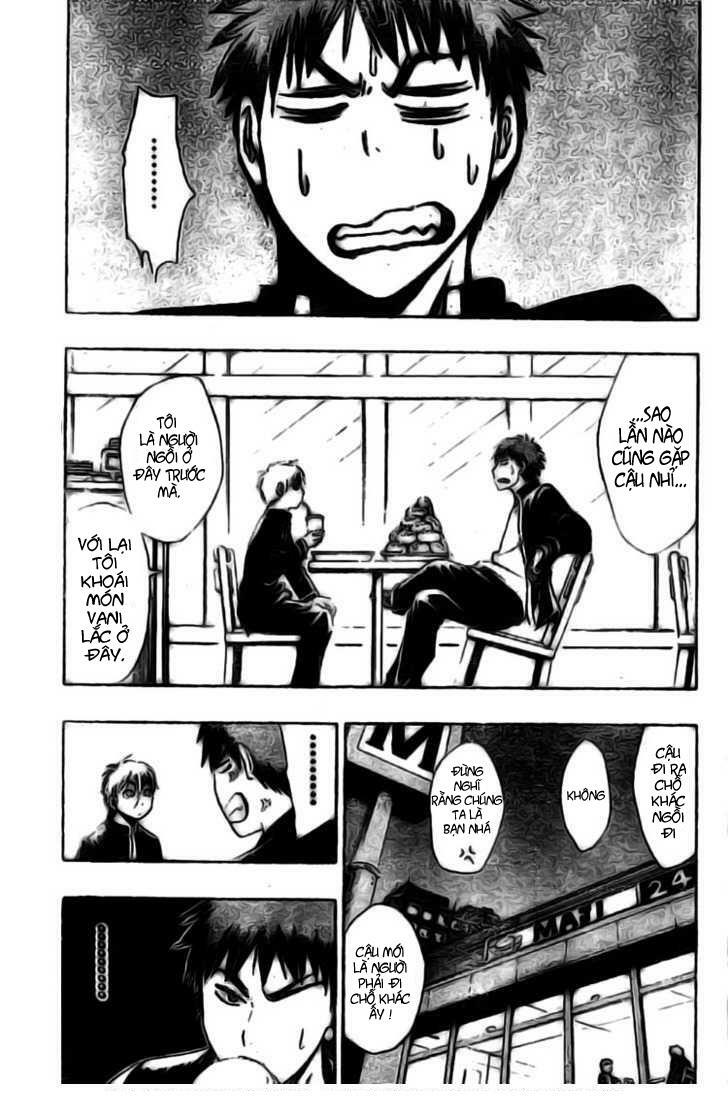 ..........
...SAO
LẦN NÀO
CŨNG GẶP
CẬU NHỈ...
TÔI
LÀ NGƯỜI
NGỒI Ở
ĐÂY TRƯỚC
MÀ.
VỚI LẠI
TÔI
KHOÁI
MÓN
VANI
LẮC Ở
ĐÂY.
CẬU
ĐI RA
CHỖ
KHÁC
NGỒI
ĐI
KHÔNG
ĐỪNG
NGHĨ
RẰNG CHÚNG
TA LÀ
BẠN NHÁ
CẬU MỚI
LÀ NGƯỜI
PHẢI ĐI
CHỖ KHÁC
ẤY !
M
MAJI
24
........
..........